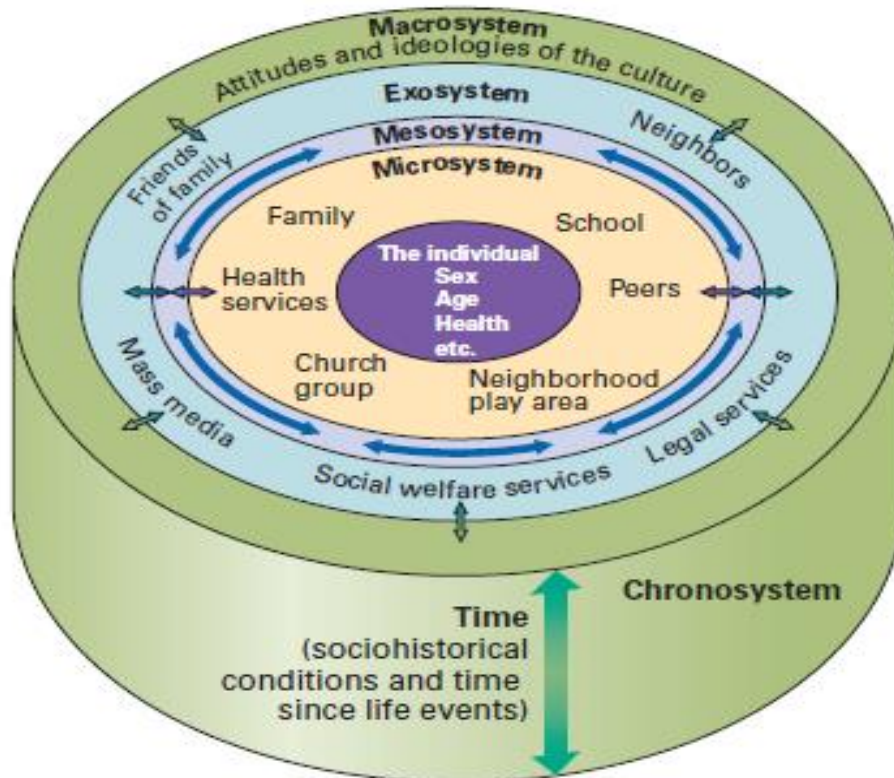 Macrosystem
Attitudes and ideologies of the culture
Exosystem
Mesosystem
Microsystem
Friends
of family
Neighbors
Family
School
The individual
Sex
Age
Health
etc.
Health
services
Peers
Church
group
Neighborhood
play area
Mass media
Social welfare services
Legal services
Chronosystem
Time
(sociohistorical
conditions and time
since life events)